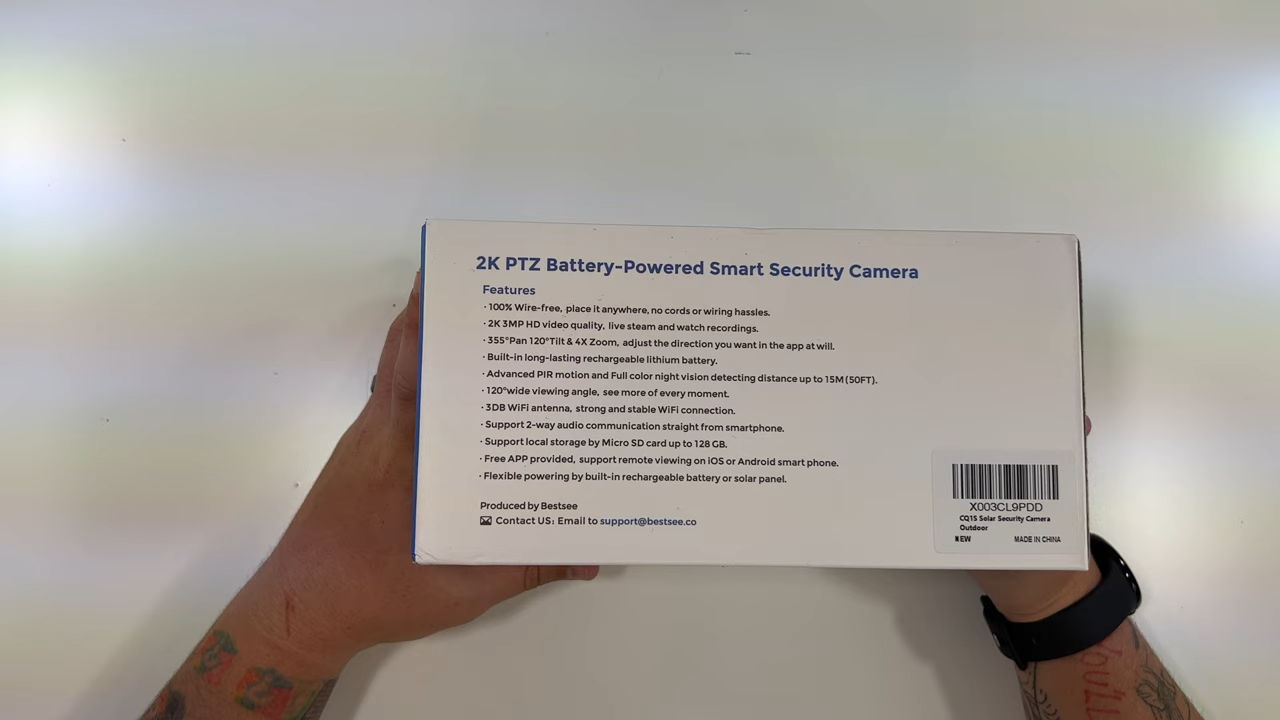 2K PTZ Battery-Powered Smart Security Camera
Features
· 100% Wire-free, place it anywhere, no cords or wiring hassles.
· 2K 3MP HD video quality, live steam and watch recordings.
· 355°Pan 120°Tilt & 4X Zoom, adjust the direction you want in the app at will.
· Built-in long-lasting rechargeable lithium battery.
· Advanced PIR motion and Full color night vision detecting distance up to 15M (50FT).
· 120°wide viewing angle, see more of every moment.
· 3DB WiFi antenna, strong and stable WiFi connection.
· Support 2-way audio communication straight from smartphone.
· Support local storage by Micro SD card up to 128 GB.
· Free APP provided, support remote viewing on iOS or Android smart phone.
· Flexible powering by built-in rechargeable battery or solar panel.
Produced by Bestsee
Contact US: Email to support@bestsee.co
X003CL9PDD
CQ1S Solar Security Camera
Outdoor
NEW MADE IN CHINA